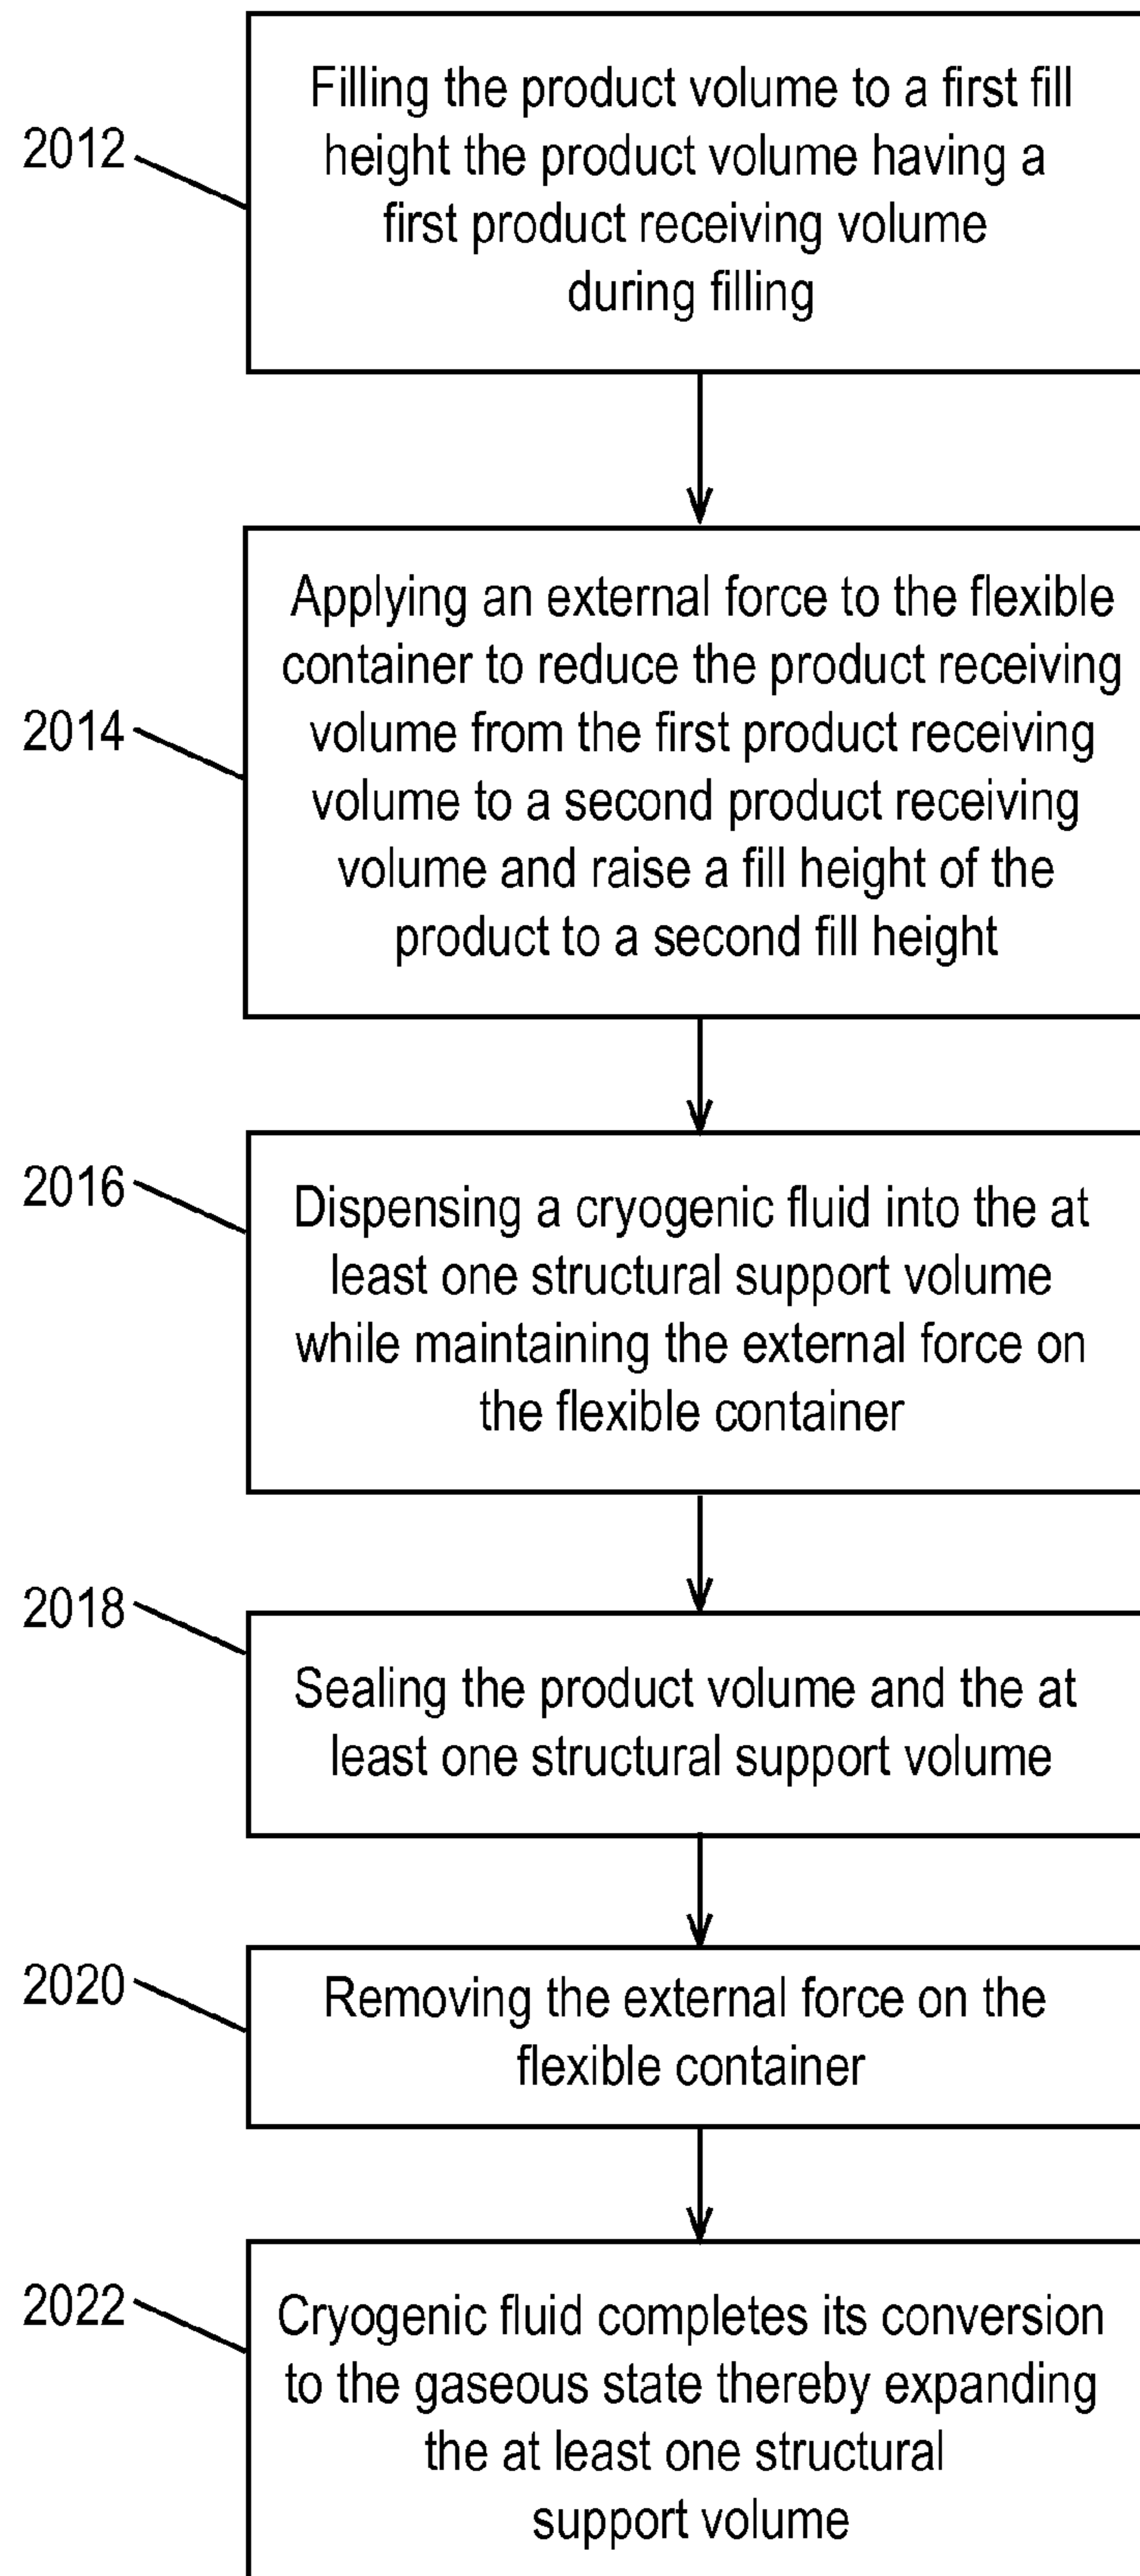 2012
Filling the product volume to a first fill
height the product volume having a
first product receiving volume
during filling
2014
Applying an external force to the flexible
container to reduce the product receiving
volume from the first product receiving
volume to a second product receiving
volume and raise a fill height of the
product to a second fill height
2016
Dispensing a cryogenic fluid into the at
least one structural support volume
while maintaining the external force on
the flexible container
2018
Sealing the product volume and the at
least one structural support volume
2020
Removing the external force on the
flexible container
2022
Cryogenic fluid completes its conversion
to the gaseous state thereby expanding
the at least one structural
support volume